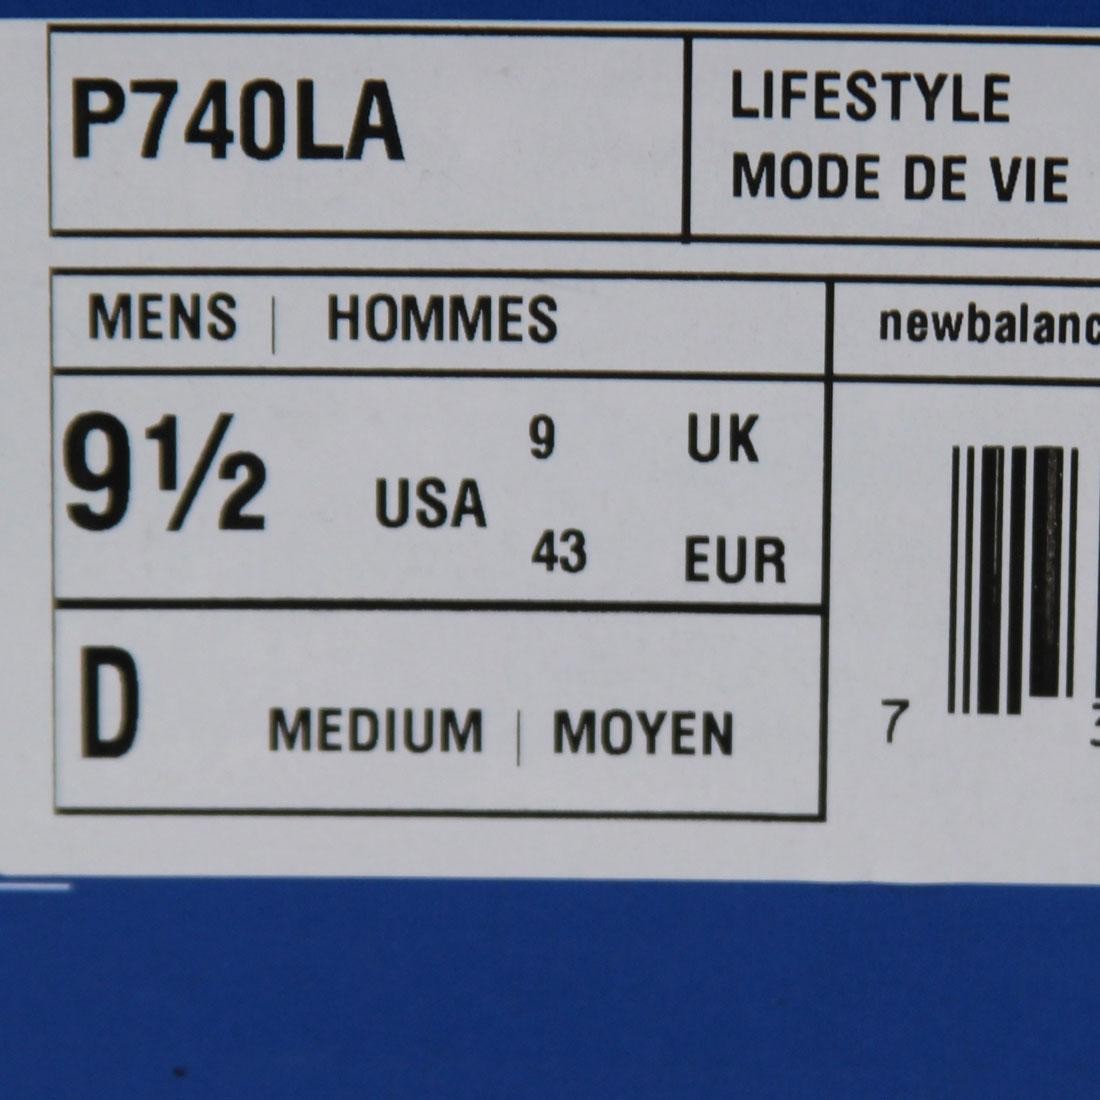 P740LA
LIFESTYLE
MODE DE VIE
MENS | HOMMES
newbalanc
9½ USA
9 UK
43 EUR
D MEDIUM | MOYEN
7